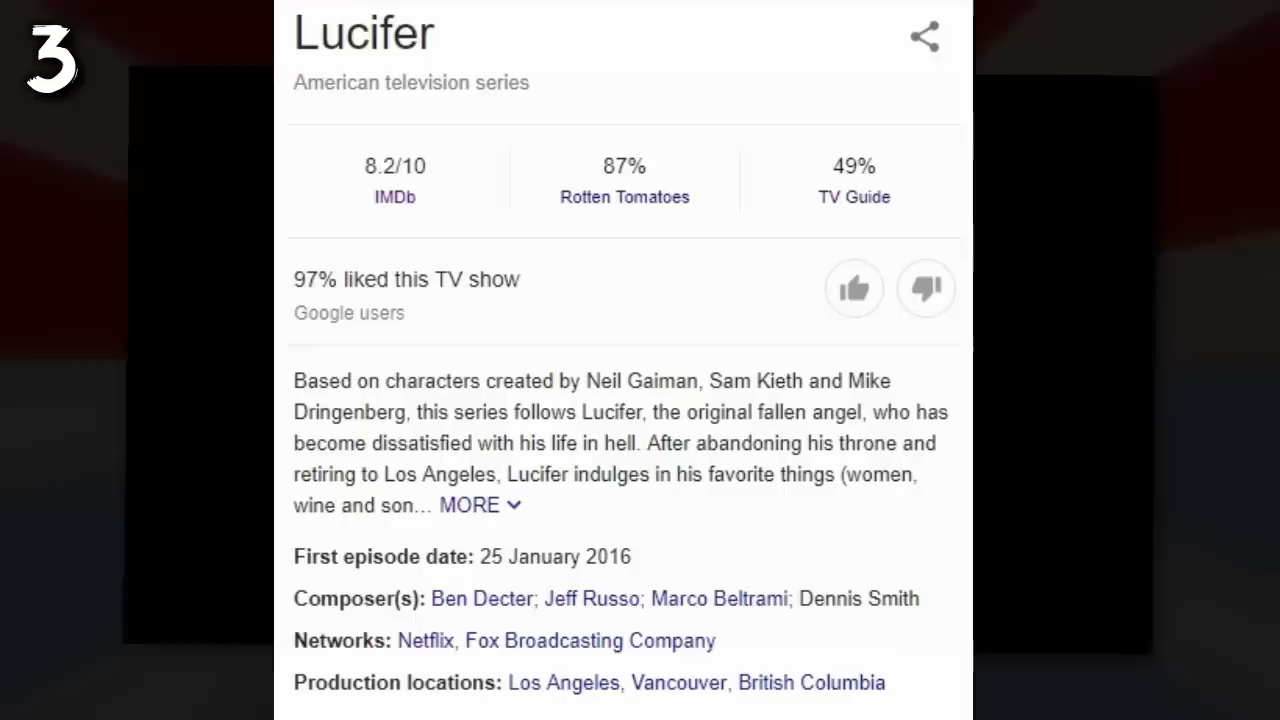 3
Lucifer
American television series
8.2/10 87% 49%
IMDb Rotten Tomatoes TV Guide
97% liked this TV show
Google users
Based on characters created by Neil Gaiman, Sam Kieth and Mike
Dringenberg, this series follows Lucifer, the original fallen angel, who has
become dissatisfied with his life in hell. After abandoning his throne and
retiring to Los Angeles, Lucifer indulges in his favorite things (women,
wine and son... MORE
First episode date: 25 January 2016
Composer(s): Ben Decter; Jeff Russo; Marco Beltrami; Dennis Smith
Networks: Netflix, Fox Broadcasting Company
Production locations: Los Angeles, Vancouver, British Columbia